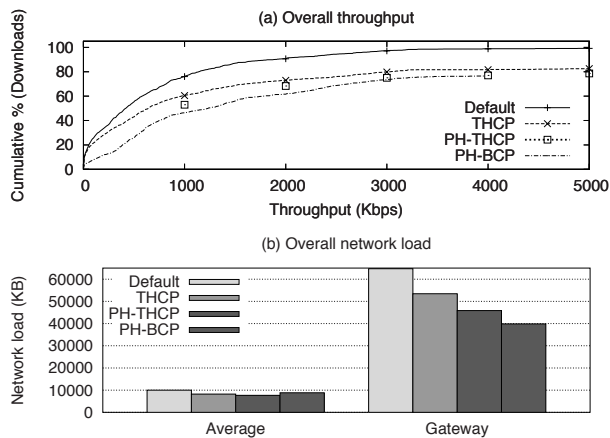 (a) Overall throughput
Cumulative % (Downloads)
100
80
60
40
20
0
Default
THCP
PH-THCP
PH-BCP
0
1000
2000
3000
4000
5000
Throughput (Kbps)
(b) Overall network load
Network load (KB)
60000
50000
40000
30000
20000
10000
0
Default
THCP
PH-THCP
PH-BCP
Average
Gateway